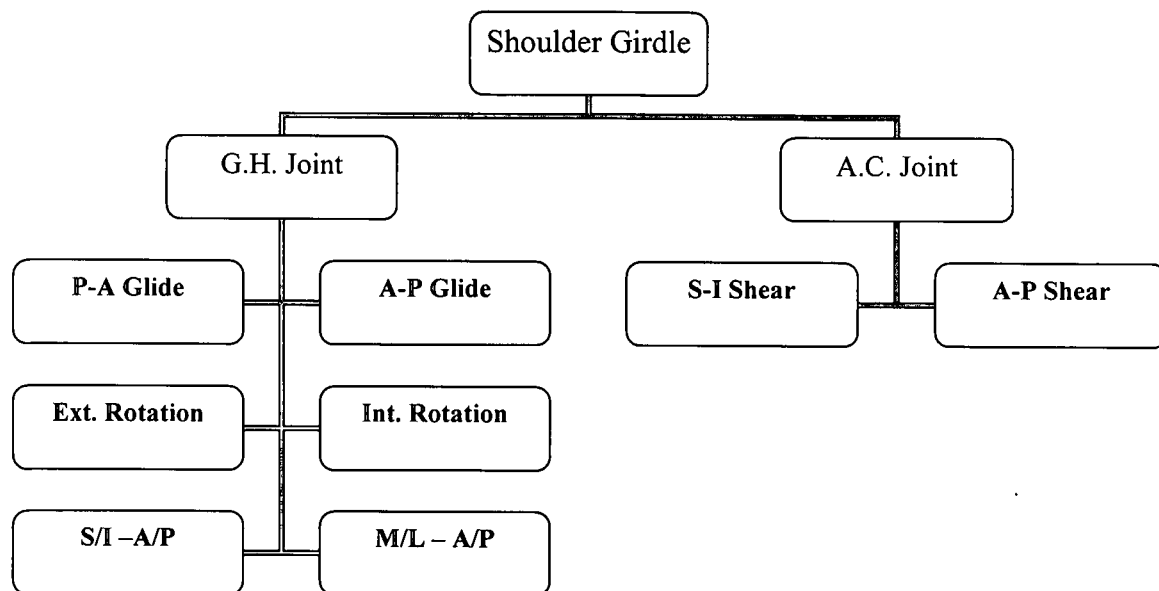 Shoulder Girdle
G.H. Joint
A.C. Joint
P-A Glide
A-P Glide
S-I Shear
A-P Shear
Ext. Rotation
Int. Rotation
S/I –A/P
M/L – A/P